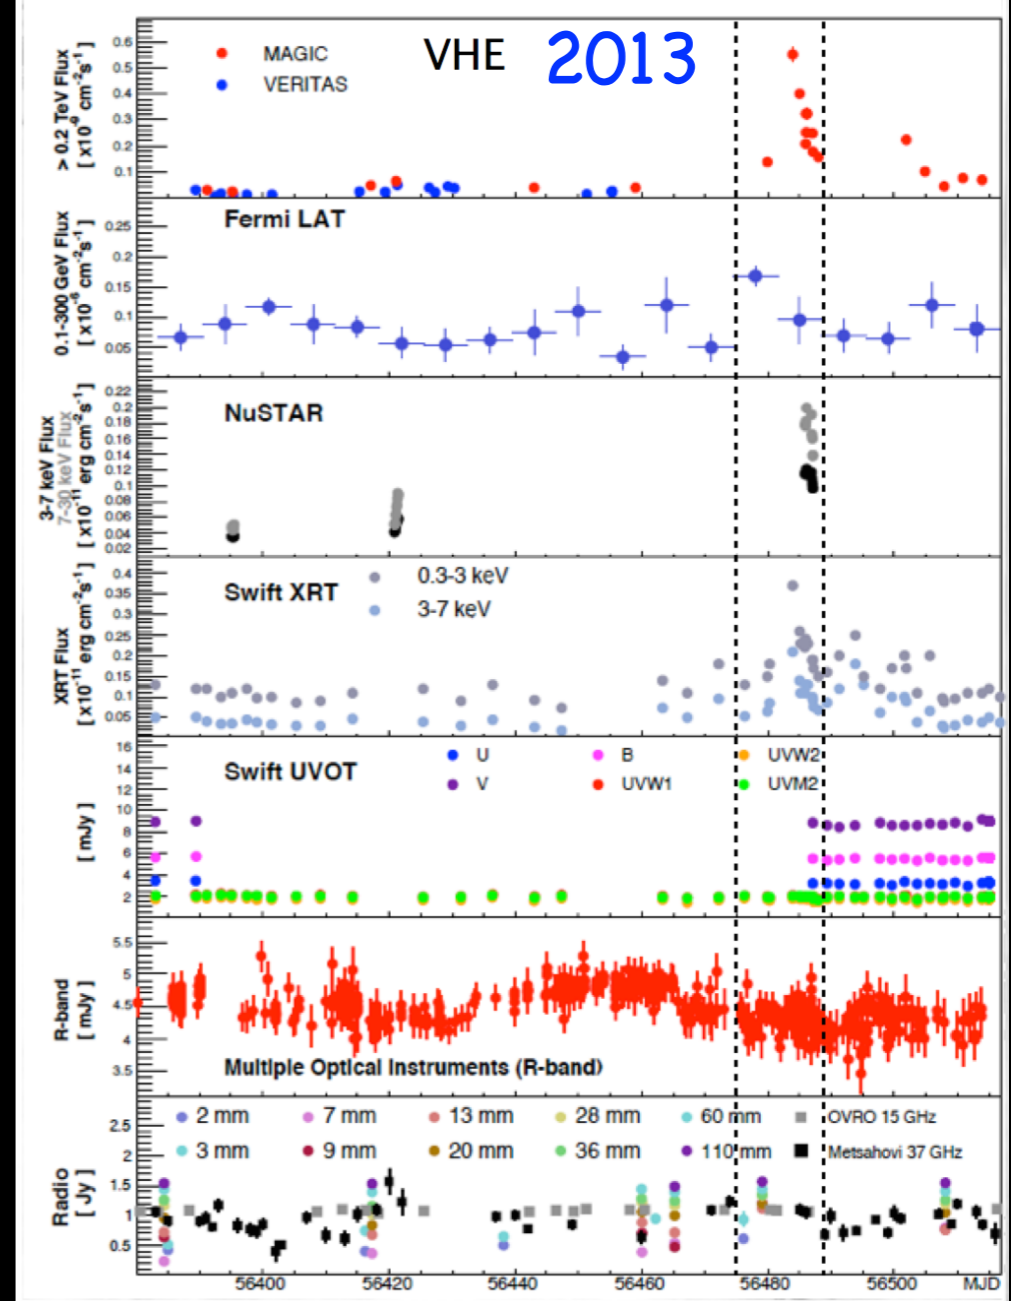 VHE 2013
MAGIC
VERITAS
> 0.2 TeV Flux
[ x10⁻⁹ cm⁻²s⁻¹ ]
0.6
0.5
0.4
0.3
0.2
0.1
Fermi LAT
0.1-300 GeV Flux
[ x10⁻⁶ cm⁻²s⁻¹ ]
0.25
0.2
0.15
0.1
0.05
NuSTAR
3-7 keV Flux
7-30 keV Flux
[ x10⁻¹¹ erg cm⁻²s⁻¹ ]
0.22
0.2
0.18
0.16
0.14
0.12
0.1
0.08
0.06
0.04
0.02
Swift XRT
0.3-3 keV
3-7 keV
XRT Flux
[ x10⁻¹¹ erg cm⁻²s⁻¹ ]
0.4
0.35
0.3
0.25
0.2
0.15
0.1
0.05
Swift UVOT
U B UVW2
V UVW1 UVM2
[ mJy ]
16
14
12
10
8
6
4
2
R-band
[ mJy ]
5.5
5
4.5
4
3.5
Multiple Optical Instruments (R-band)
2 mm 7 mm 13 mm 28 mm 60 mm OVRO 15 GHz
3 mm 9 mm 20 mm 36 mm 110 mm Metsahovi 37 GHz
Radio
[ Jy ]
2.5
2
1.5
1
0.5
56400 56420 56440 56460 56480 56500 MJD